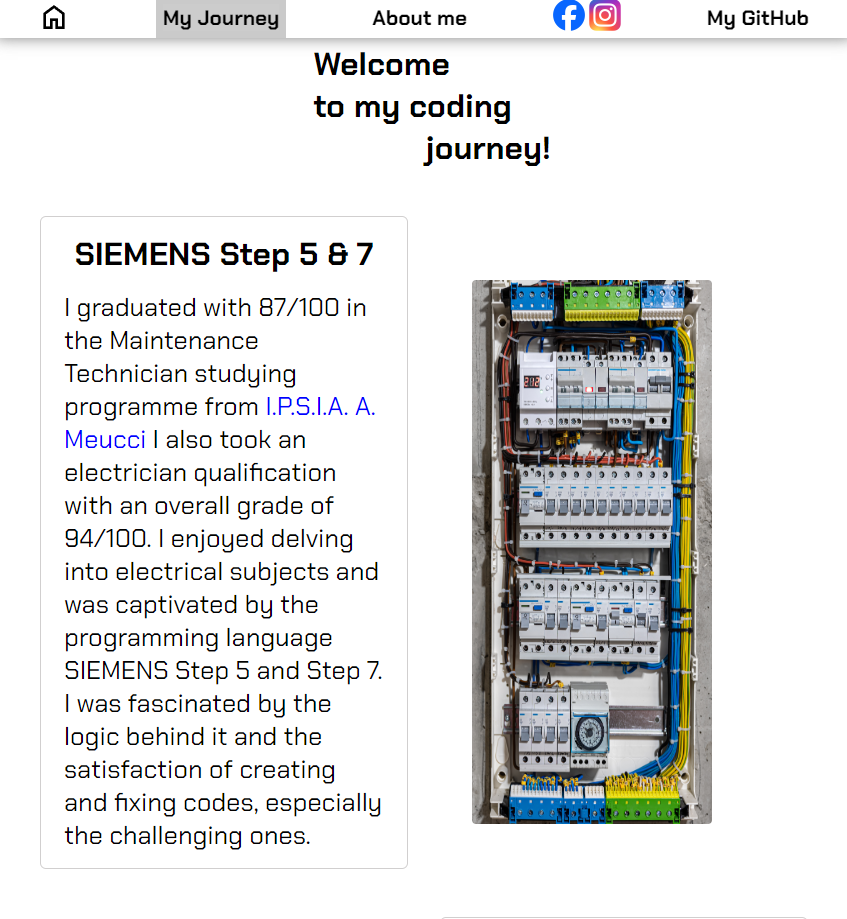 My Journey
About me
My GitHub
Welcome
to my coding
journey!
SIEMENS Step 5 & 7
I graduated with 87/100 in
the Maintenance
Technician studying
programme from I.P.S.I.A. A.
Meucci I also took an
electrician qualification
with an overall grade of
94/100. I enjoyed delving
into electrical subjects and
was captivated by the
programming language
SIEMENS Step 5 and Step 7.
I was fascinated by the
logic behind it and the
satisfaction of creating
and fixing codes, especially
the challenging ones.